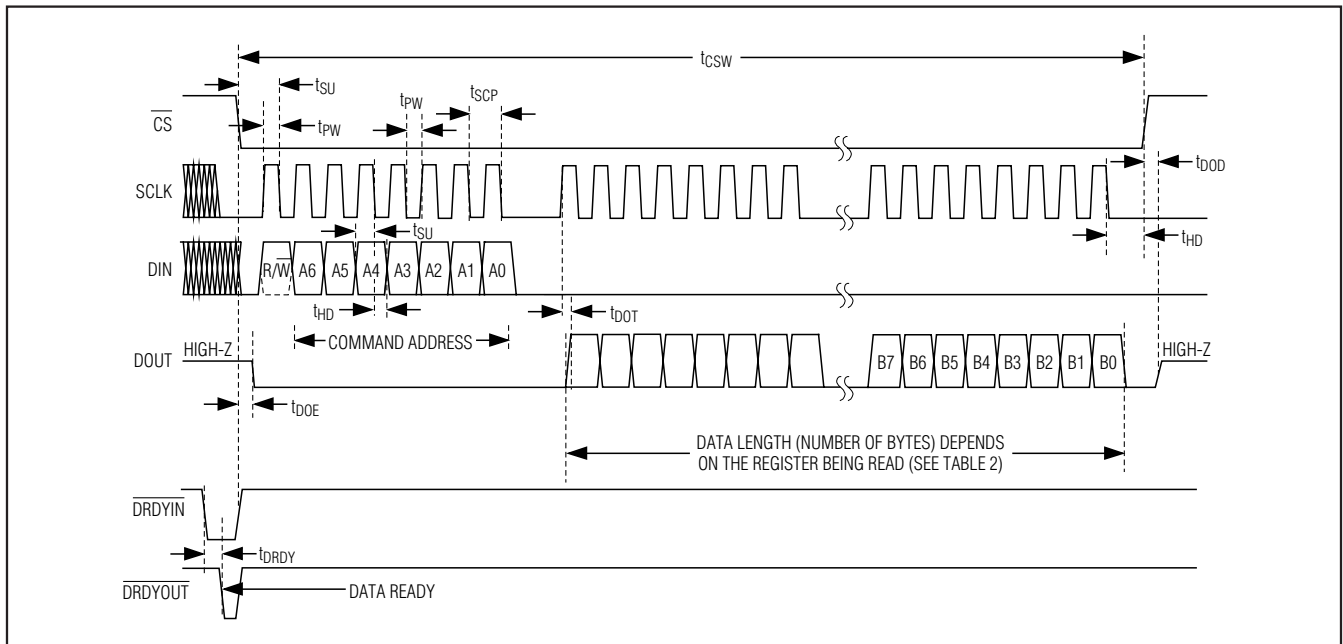 tCSW
tSU
tPW
tSCP
CS
tPW
tDOD
SCLK
tSU
tHD
DIN
R/W
A6
A5
A4
A3
A2
A1
A0
tHD
tDOT
COMMAND ADDRESS
HIGH-Z
DOUT
B7
B6
B5
B4
B3
B2
B1
B0
HIGH-Z
tDOE
DATA LENGTH (NUMBER OF BYTES) DEPENDS
ON THE REGISTER BEING READ (SEE TABLE 2)
DRDYIN
tDRDY
DRDYOUT
DATA READY